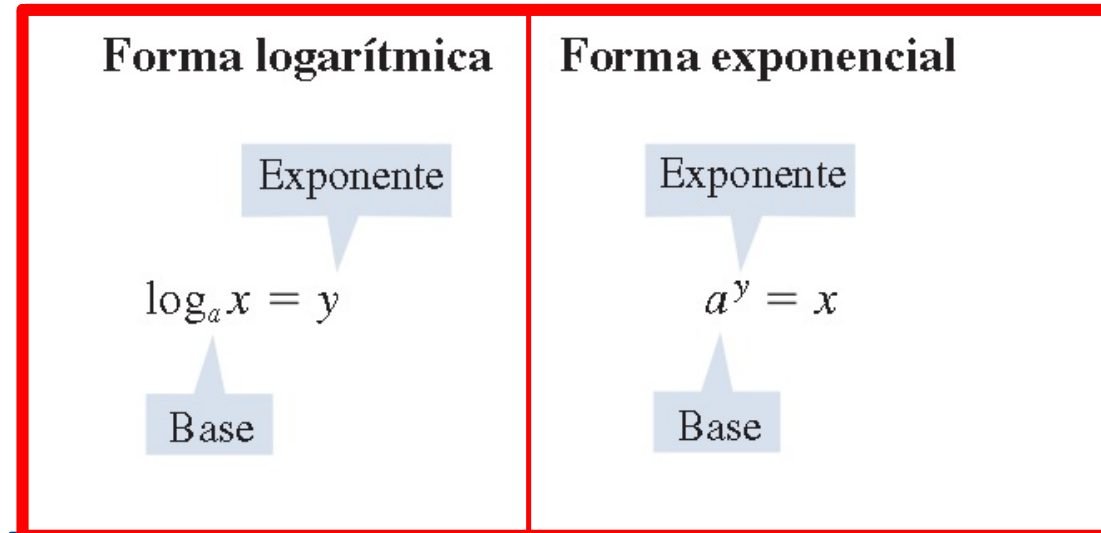 Forma logarítmica
Exponente
logₐ x = y
Base
Forma exponencial
Exponente
aʸ = x
Base